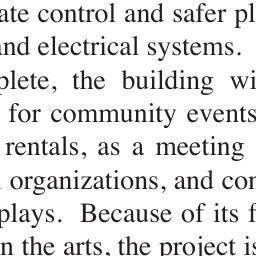 ate control and safer pl
and electrical systems.
plete, the building wi
for community events
rentals, as a meeting
organizations, and con
plays. Because of its f
n the arts, the project is